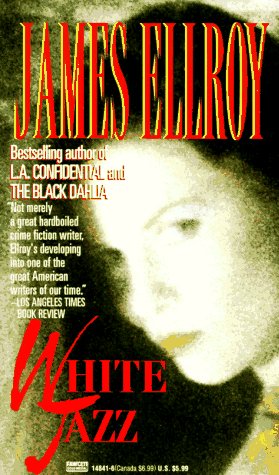 JAMES ELLROY
Bestselling author of
L.A. CONFIDENTIAL and
THE BLACK DAHLIA
"Not merely
a great hardboiled
crime fiction writer,
Ellroy's developing
into one of the
great American
writers of our time."
—LOS ANGELES TIMES
BOOK REVIEW
WHITE
JAZZ
FAWCETT
14841-6 (Canada $6.99) U.S. $5.99